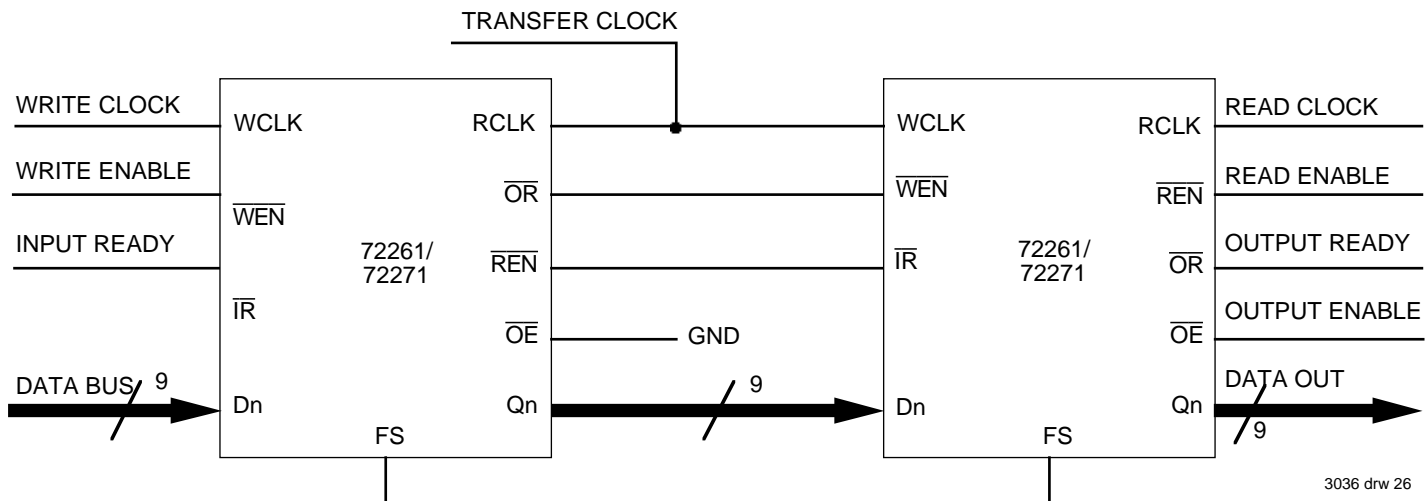 TRANSFER CLOCK
WRITE CLOCK
WCLK
RCLK
WCLK
RCLK
READ CLOCK
WRITE ENABLE
WEN
OR
WEN
REN
READ ENABLE
INPUT READY
IR
72261/
72271
REN
IR
72261/
72271
OR
OUTPUT READY
OE
GND
OE
OUTPUT ENABLE
DATA BUS
9
Dn
Qn
9
Dn
Qn
DATA OUT
9
FS
FS
3036 drw 26